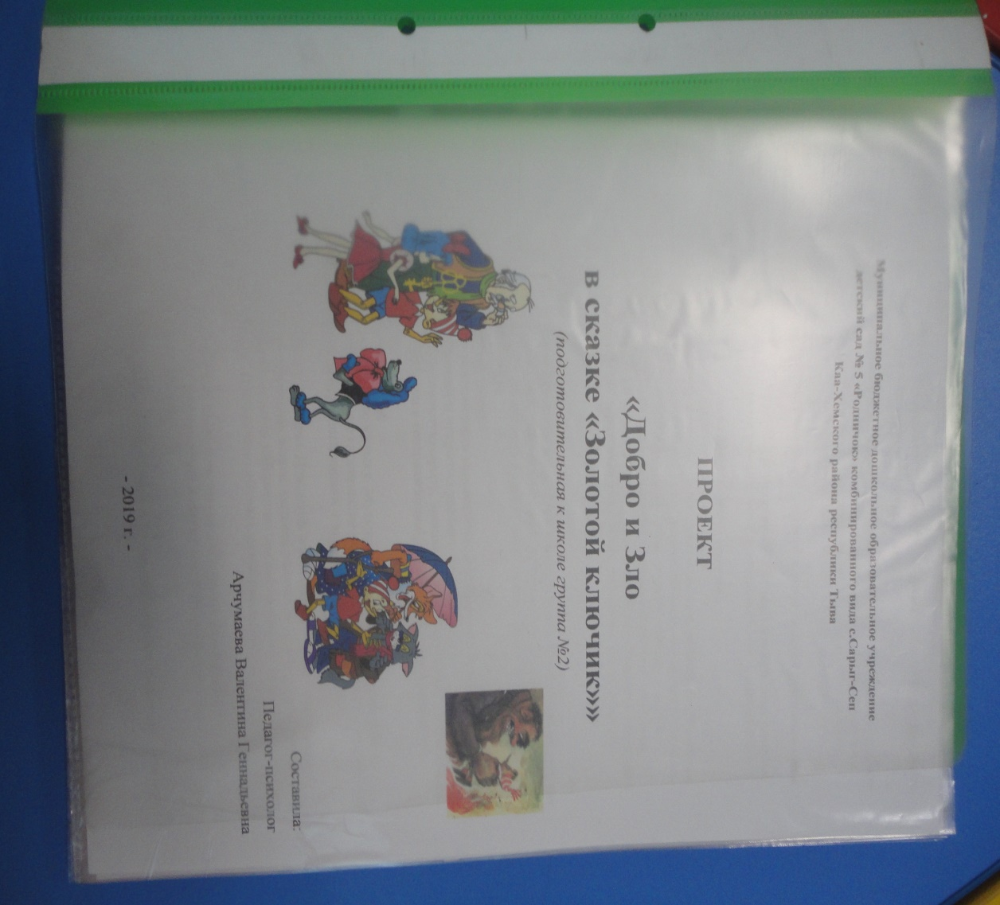 Муниципальное бюджетное дошкольное образовательное учреждение
детский сад № 5 «Родничок» комбинированного вида с.Сарыг-Сеп
Каа-Хемского района республики Тыва
ПРОЕКТ
«Добро и Зло
в сказке «Золотой ключик»»
(подготовительная к школе группа №2)
Составила:
Педагог-психолог
Арчумаева Валентина Геннадьевна
- 2019 г. -